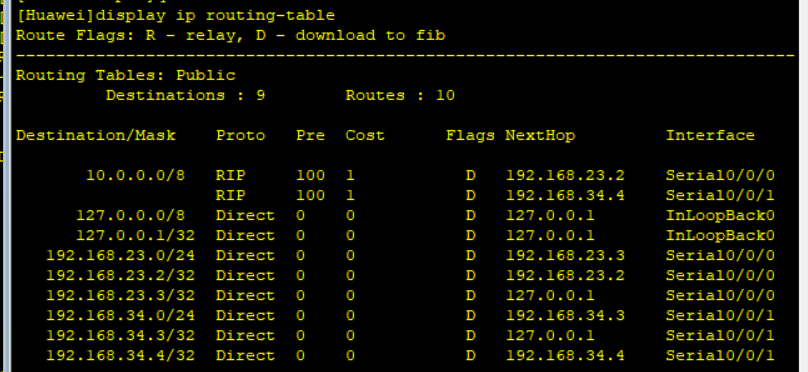 [Huawei]display ip routing-table
Route Flags: R - relay, D - download to fib
------------------------------------------------------------------------------
Routing Tables: Public
Destinations : 9 Routes : 10
Destination/Mask Proto Pre Cost Flags NextHop Interface
10.0.0.0/8 RIP 100 1 D 192.168.23.2 Serial0/0/0
RIP 100 1 D 192.168.34.4 Serial0/0/1
127.0.0.0/8 Direct 0 0 D 127.0.0.1 InLoopBack0
127.0.0.1/32 Direct 0 0 D 127.0.0.1 InLoopBack0
192.168.23.0/24 Direct 0 0 D 192.168.23.3 Serial0/0/0
192.168.23.2/32 Direct 0 0 D 192.168.23.2 Serial0/0/0
192.168.23.3/32 Direct 0 0 D 127.0.0.1 Serial0/0/0
192.168.34.0/24 Direct 0 0 D 192.168.34.3 Serial0/0/1
192.168.34.3/32 Direct 0 0 D 127.0.0.1 Serial0/0/1
192.168.34.4/32 Direct 0 0 D 192.168.34.4 Serial0/0/1